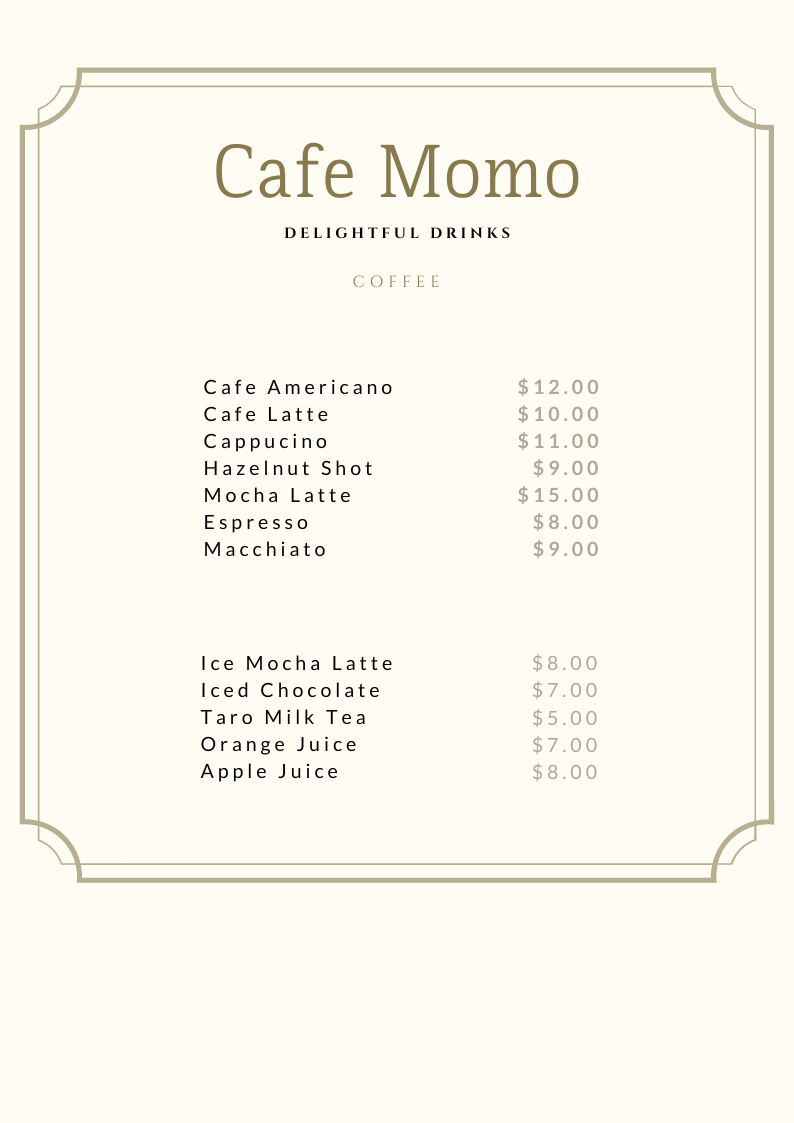 Cafe Momo
DELIGHTFUL DRINKS
COFFEE
Cafe Americano $12.00
Cafe Latte $10.00
Cappucino $11.00
Hazelnut Shot $9.00
Mocha Latte $15.00
Espresso $8.00
Macchiato $9.00
Ice Mocha Latte $8.00
Iced Chocolate $7.00
Taro Milk Tea $5.00
Orange Juice $7.00
Apple Juice $8.00